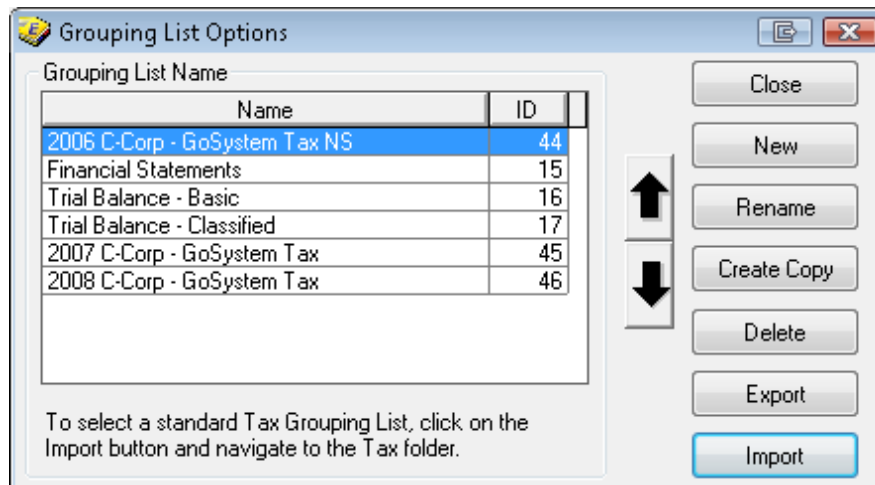 Grouping List Options
Grouping List Name
Name ID
2006 C-Corp - GoSystem Tax NS 44
Financial Statements 15
Trial Balance - Basic 16
Trial Balance - Classified 17
2007 C-Corp - GoSystem Tax 45
2008 C-Corp - GoSystem Tax 46
To select a standard Tax Grouping List, click on the
Import button and navigate to the Tax folder.
Close
New
Rename
Create Copy
Delete
Export
Import